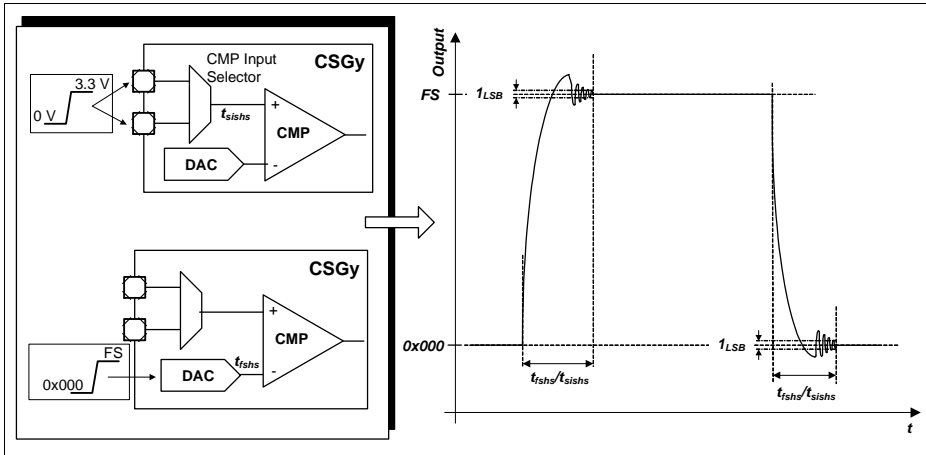 CSGy
CMP Input
Selector
3.3 V
0 V
tsishs
+
CMP
DAC
-
CSGy
+
CMP
FS
0x000
tfshs
DAC
-
Output
FS
1LSB
0x000
1LSB
tfshs/tsishs
tfshs/tsishs
t